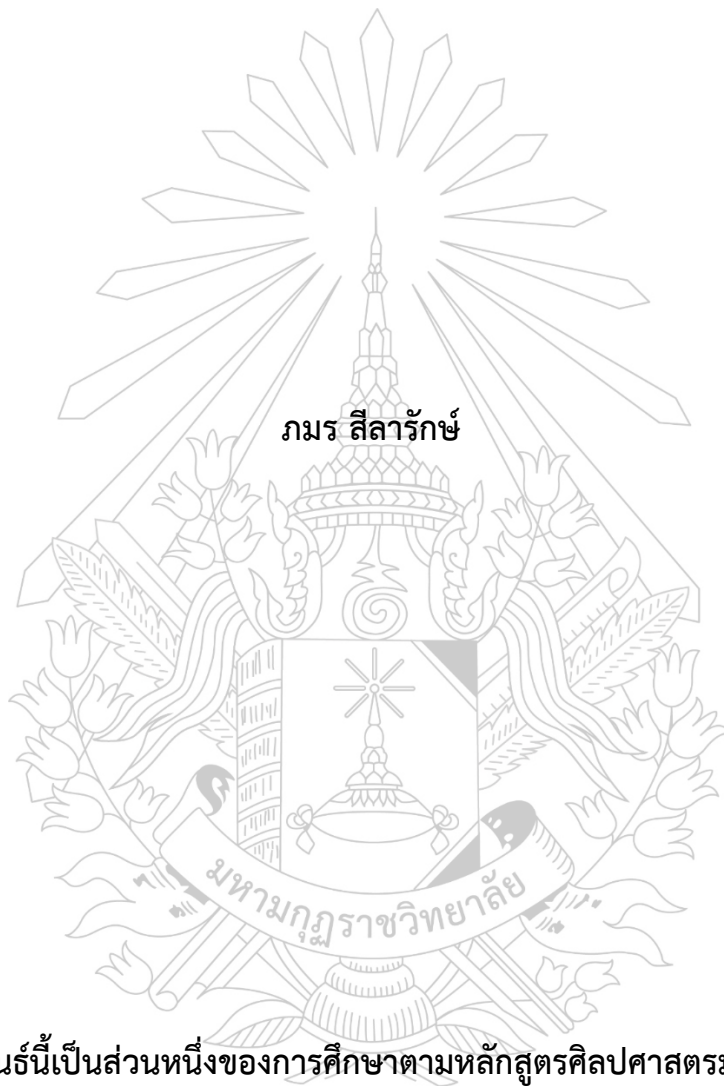 ภมร สีลารักษ์
มหามกุฏราชวิทยาลัย
นธ์นี้เป็นส่วนหนึ่งของการศึกษาตามหลักสูตรศิลปศาสตร